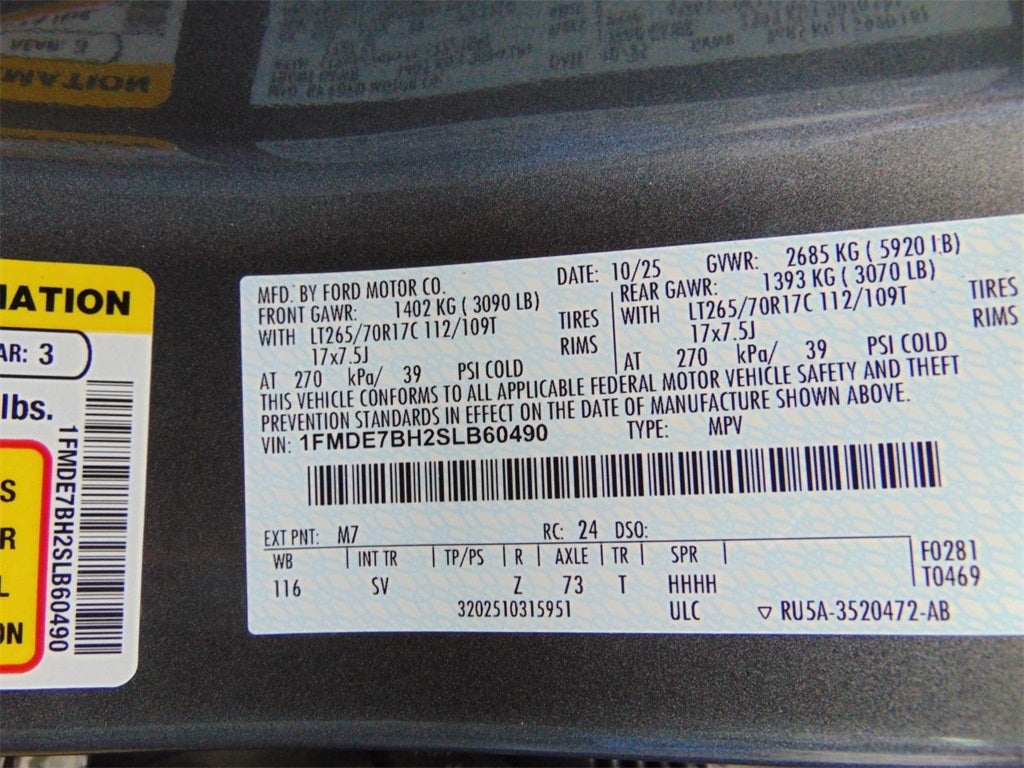 MATION
AR: 3
lbs.
S
R
L
ON
1FMDE7BH2SLB60490
MFD. BY FORD MOTOR CO. DATE: 10/25 GVWR: 2685 KG ( 5920 LB)
FRONT GAWR: 1402 KG ( 3090 LB) REAR GAWR: 1393 KG ( 3070 LB)
WITH LT265/70R17C 112/109T TIRES WITH LT265/70R17C 112/109T TIRES
17x7.5J RIMS 17x7.5J RIMS
AT 270 kPa/ 39 PSI COLD AT 270 kPa/ 39 PSI COLD
THIS VEHICLE CONFORMS TO ALL APPLICABLE FEDERAL MOTOR VEHICLE SAFETY AND THEFT
PREVENTION STANDARDS IN EFFECT ON THE DATE OF MANUFACTURE SHOWN ABOVE.
VIN: 1FMDE7BH2SLB60490 TYPE: MPV
EXT PNT: M7 RC: 24 DSO:
WB INT TR TP/PS R AXLE TR SPR F0281
116 SV Z 73 T HHHH T0469
3202510315951 ULC RU5A-3520472-AB